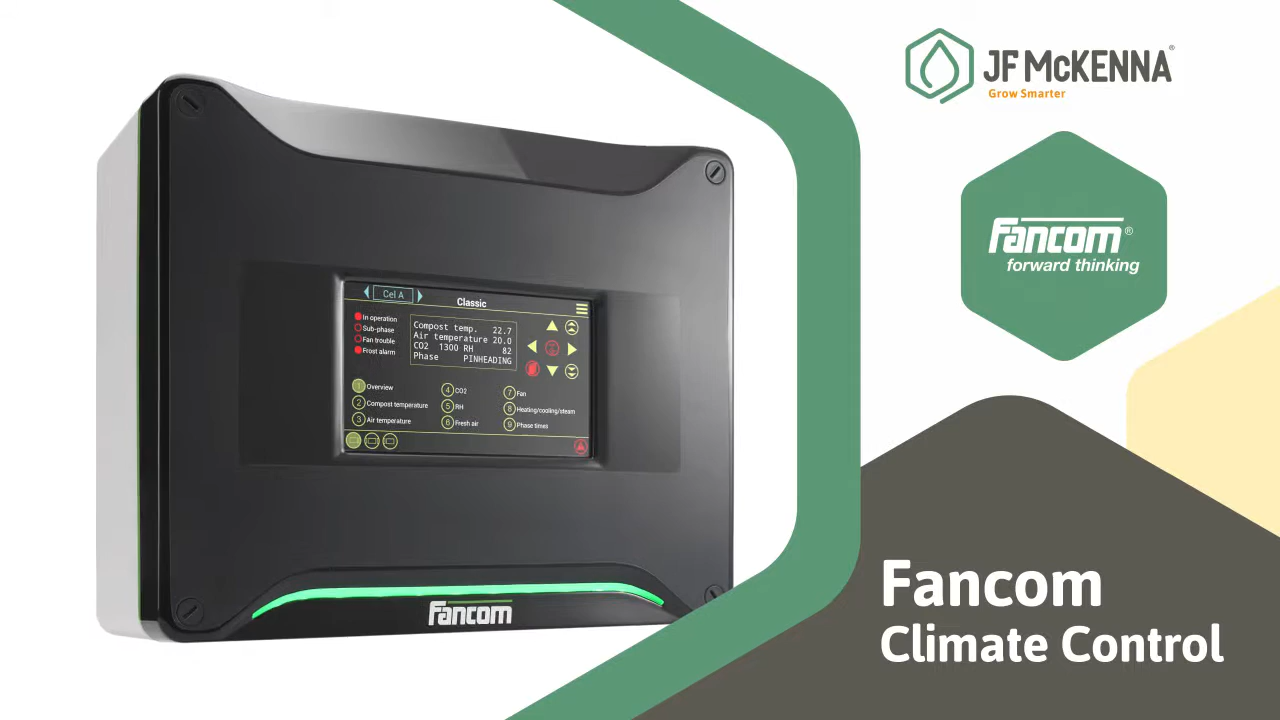 JF McKENNA®
Grow Smarter
Fancom®
forward thinking
Cel A
Classic
In operation
Sub-phase
Fan trouble
Frost alarm
Compost temp. 22.7
Air temperature 20.0
CO2 1300 RH 82
Phase PINHEADING
1 Overview
2 Compost temperature
3 Air temperature
4 CO2
5 RH
6 Fresh air
7 Fan
8 Heating/cooling/steam
9 Phase times
Fancom
Fancom
Climate Control